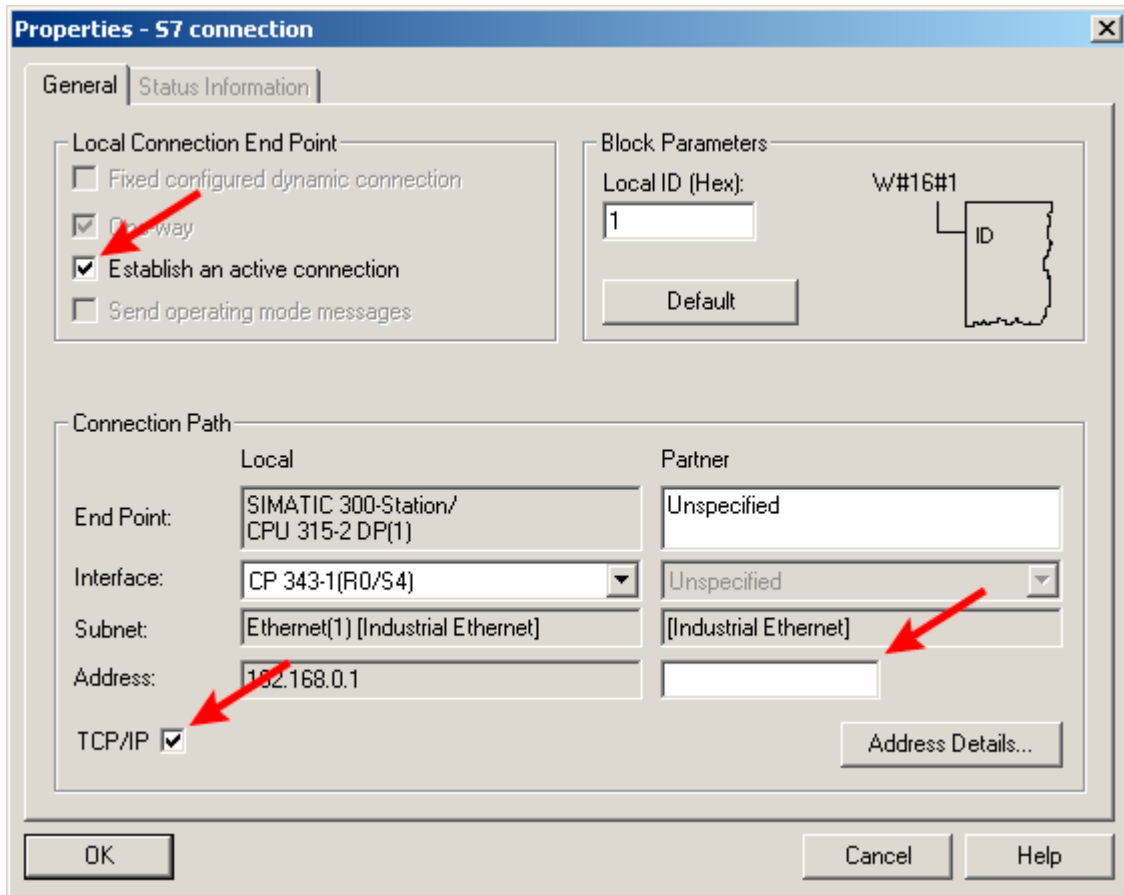 Properties - S7 connection
General
Status Information
Local Connection End Point
Fixed configured dynamic connection
One-way
Establish an active connection
Send operating mode messages
Block Parameters
Local ID (Hex):
W#16#1
1
ID
Default
Connection Path
Local
Partner
End Point:
SIMATIC 300-Station/
CPU 315-2 DP(1)
Unspecified
Interface:
CP 343-1(R0/S4)
Unspecified
Subnet:
Ethernet(1) [Industrial Ethernet]
[Industrial Ethernet]
Address:
192.168.0.1
TCP/IP
Address Details...
OK
Cancel
Help